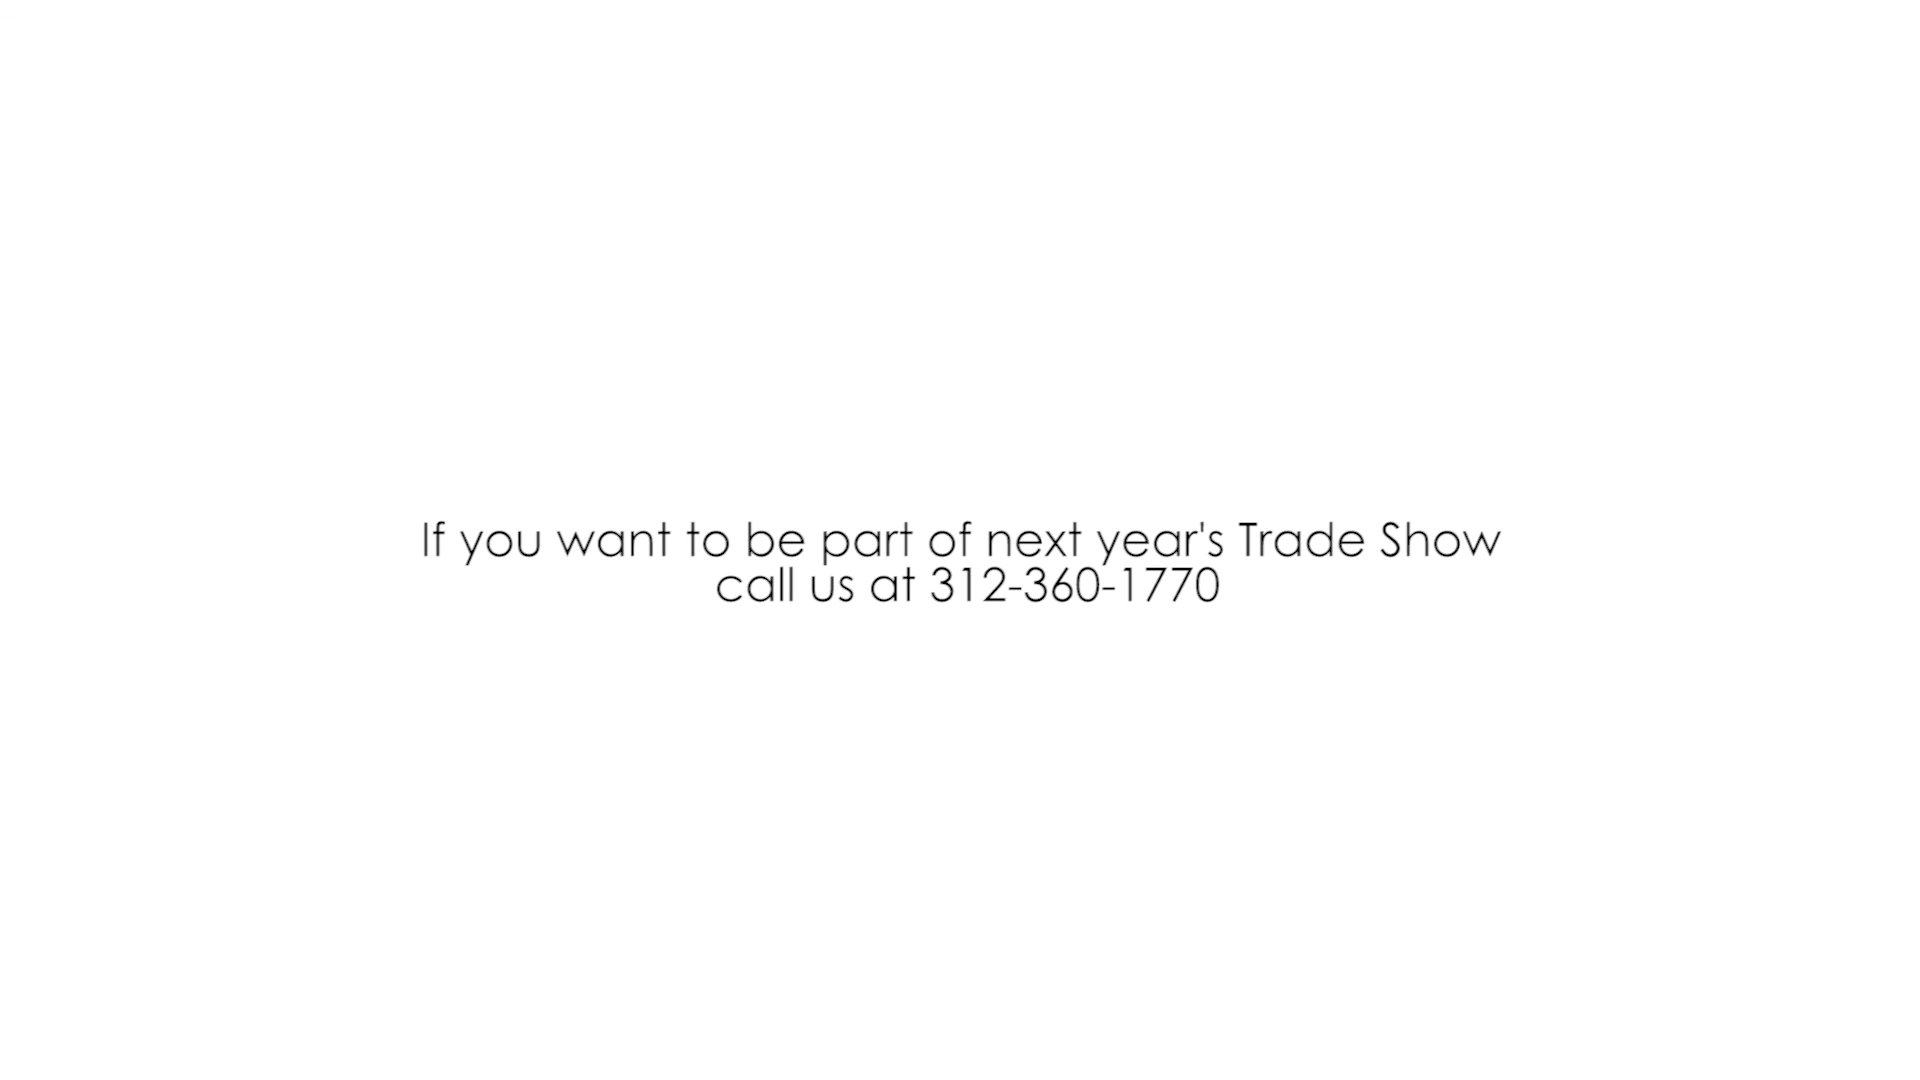 If you want to be part of next year's Trade Show
call us at 312-360-1770